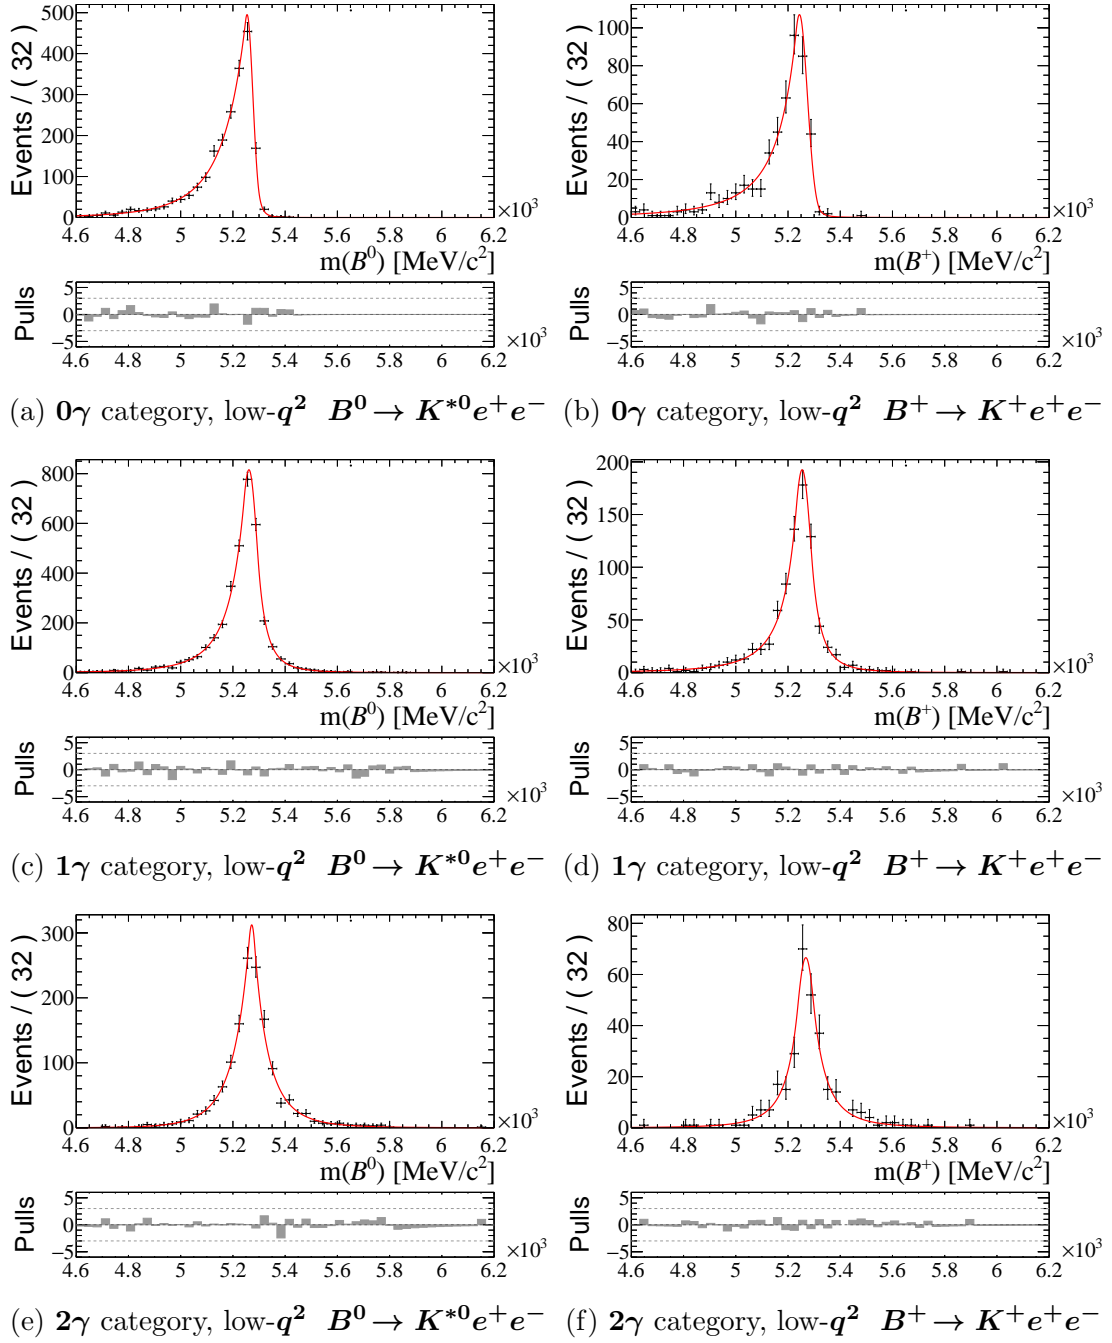 Events / ( 32 )
500
400
300
200
100
0
4.6 4.8 5 5.2 5.4 5.6 5.8 6 6.2
×10³
m(B⁰) [MeV/c²]
Pulls
5
0
−5
4.6 4.8 5 5.2 5.4 5.6 5.8 6 6.2
×10³
Events / ( 32 )
100
80
60
40
20
0
4.6 4.8 5 5.2 5.4 5.6 5.8 6 6.2
×10³
m(B⁺) [MeV/c²]
Pulls
5
0
−5
4.6 4.8 5 5.2 5.4 5.6 5.8 6 6.2
×10³
(a) 0γ category, low-q² B⁰ → K*⁰e⁺e⁻
(b) 0γ category, low-q² B⁺ → K⁺e⁺e⁻
Events / ( 32 )
800
600
400
200
0
4.6 4.8 5 5.2 5.4 5.6 5.8 6 6.2
×10³
m(B⁰) [MeV/c²]
Pulls
5
0
−5
4.6 4.8 5 5.2 5.4 5.6 5.8 6 6.2
×10³
Events / ( 32 )
200
150
100
50
0
4.6 4.8 5 5.2 5.4 5.6 5.8 6 6.2
×10³
m(B⁺) [MeV/c²]
Pulls
5
0
−5
4.6 4.8 5 5.2 5.4 5.6 5.8 6 6.2
×10³
(c) 1γ category, low-q² B⁰ → K*⁰e⁺e⁻
(d) 1γ category, low-q² B⁺ → K⁺e⁺e⁻
Events / ( 32 )
300
200
100
0
4.6 4.8 5 5.2 5.4 5.6 5.8 6 6.2
×10³
m(B⁰) [MeV/c²]
Pulls
5
0
−5
4.6 4.8 5 5.2 5.4 5.6 5.8 6 6.2
×10³
Events / ( 32 )
80
60
40
20
0
4.6 4.8 5 5.2 5.4 5.6 5.8 6 6.2
×10³
m(B⁺) [MeV/c²]
Pulls
5
0
−5
4.6 4.8 5 5.2 5.4 5.6 5.8 6 6.2
×10³
(e) 2γ category, low-q² B⁰ → K*⁰e⁺e⁻
(f) 2γ category, low-q² B⁺ → K⁺e⁺e⁻